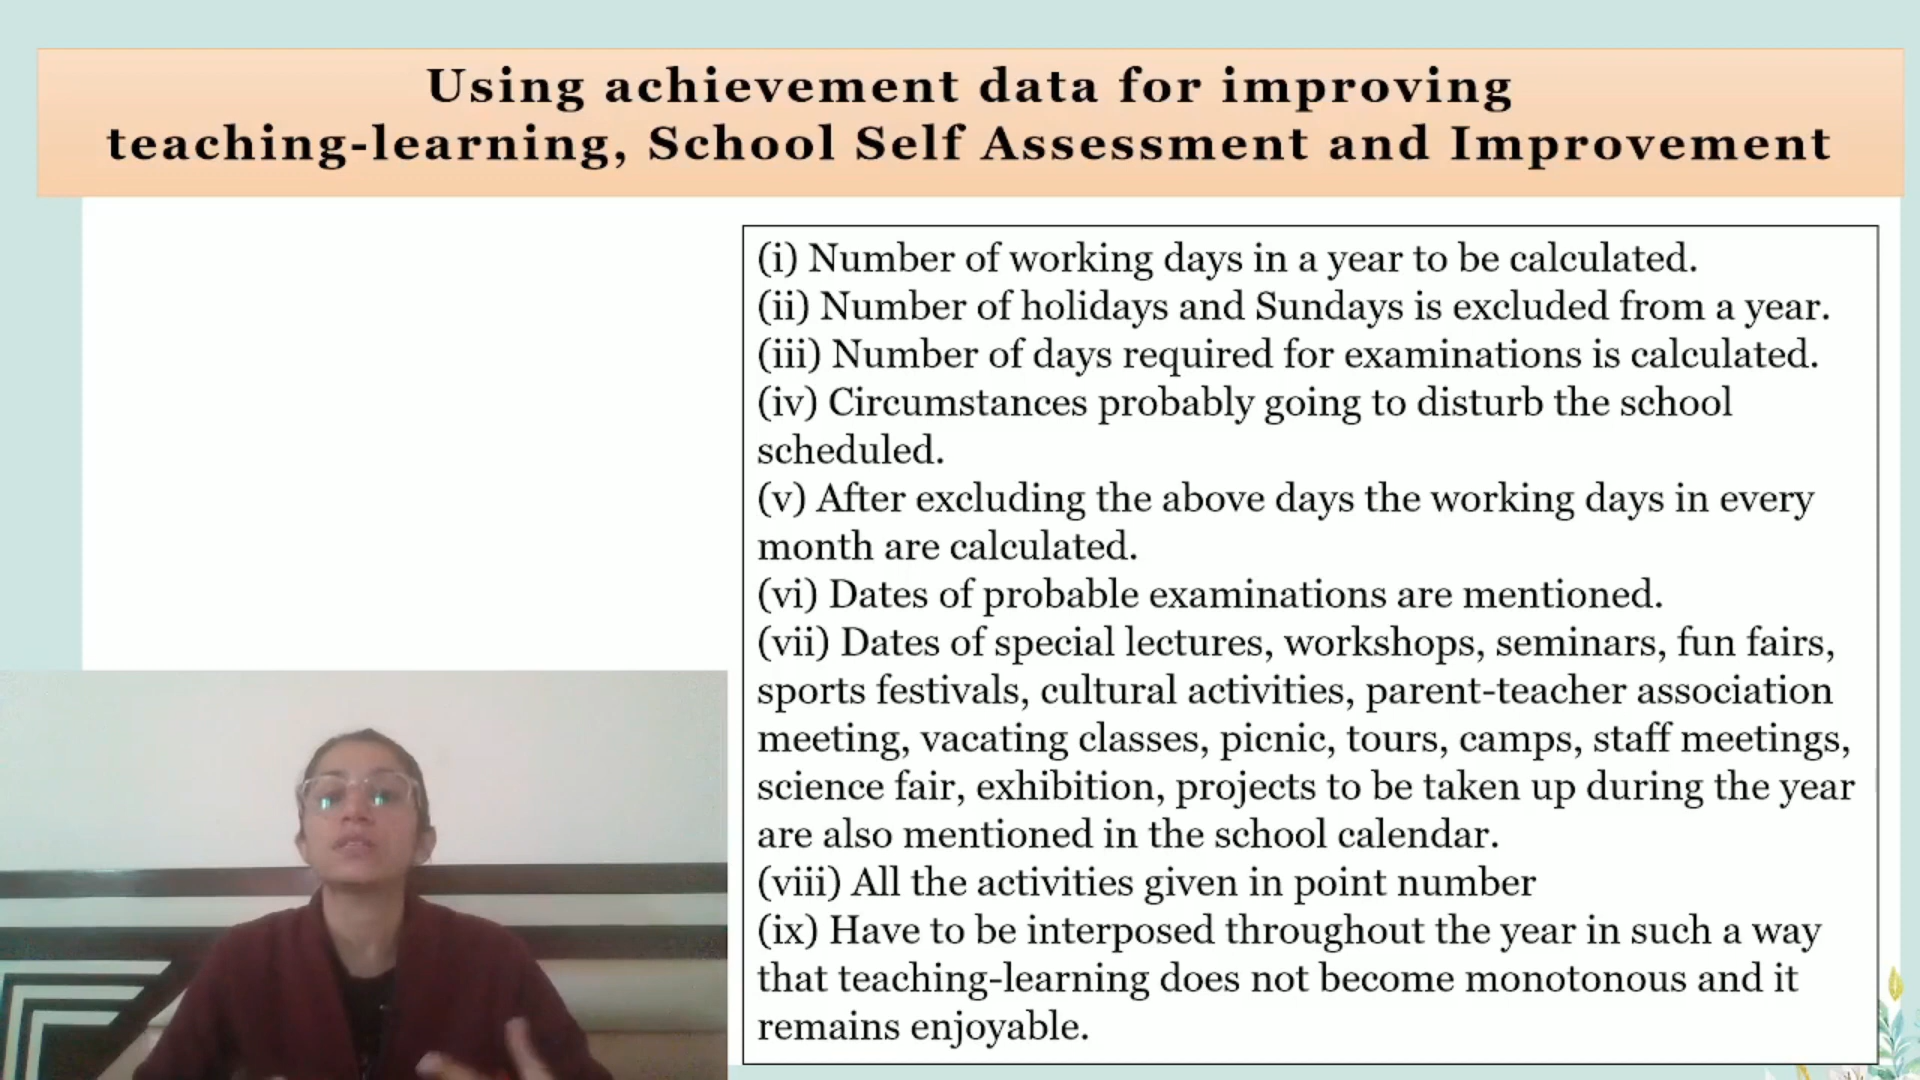 Using achievement data for improving
teaching-learning, School Self Assessment and Improvement
(i) Number of working days in a year to be calculated.
(ii) Number of holidays and Sundays is excluded from a year.
(iii) Number of days required for examinations is calculated.
(iv) Circumstances probably going to disturb the school
scheduled.
(v) After excluding the above days the working days in every
month are calculated.
(vi) Dates of probable examinations are mentioned.
(vii) Dates of special lectures, workshops, seminars, fun fairs,
sports festivals, cultural activities, parent-teacher association
meeting, vacating classes, picnic, tours, camps, staff meetings,
science fair, exhibition, projects to be taken up during the year
are also mentioned in the school calendar.
(viii) All the activities given in point number
(ix) Have to be interposed throughout the year in such a way
that teaching-learning does not become monotonous and it
remains enjoyable.